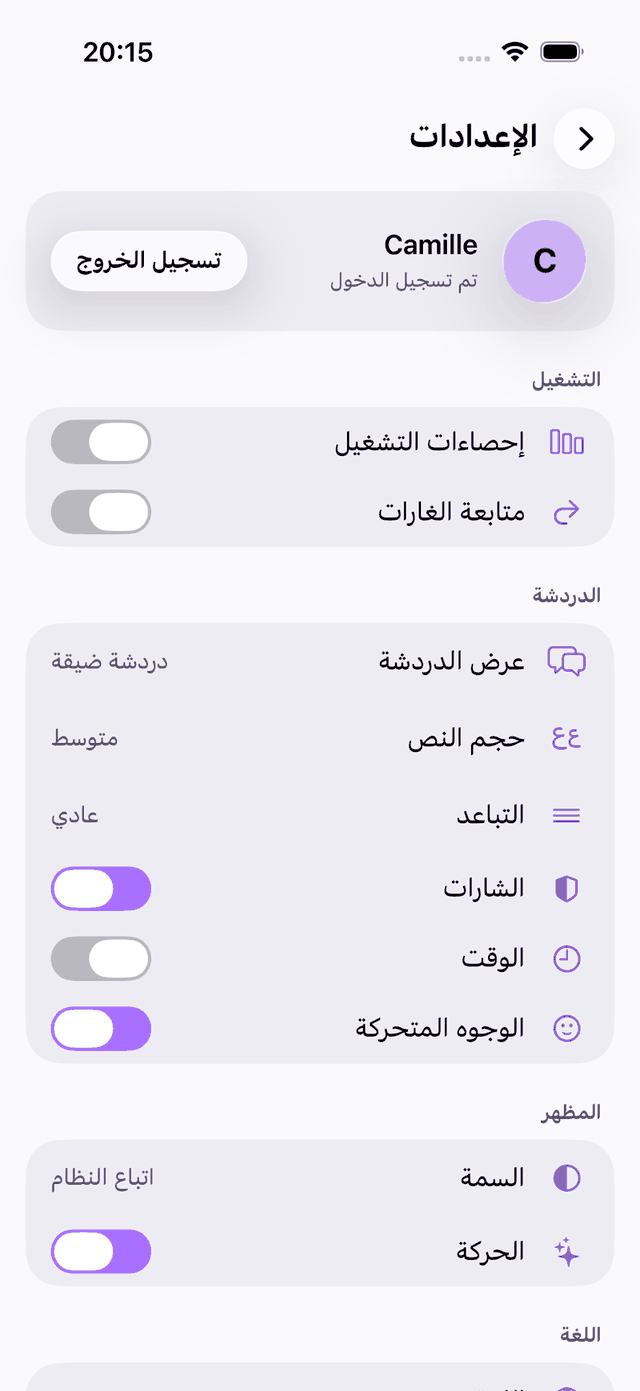 20:15
الإعدادات
C
Camille
تم تسجيل الدخول
تسجيل الخروج
التشغيل
إحصاءات التشغيل
متابعة الغارات
الدردشة
عرض الدردشة
دردشة ضيقة
عع
حجم النص
متوسط
التباعد
عادي
الشارات
الوقت
الوجوه المتحركة
المظهر
السمة
اتباع النظام
الحركة
اللغة